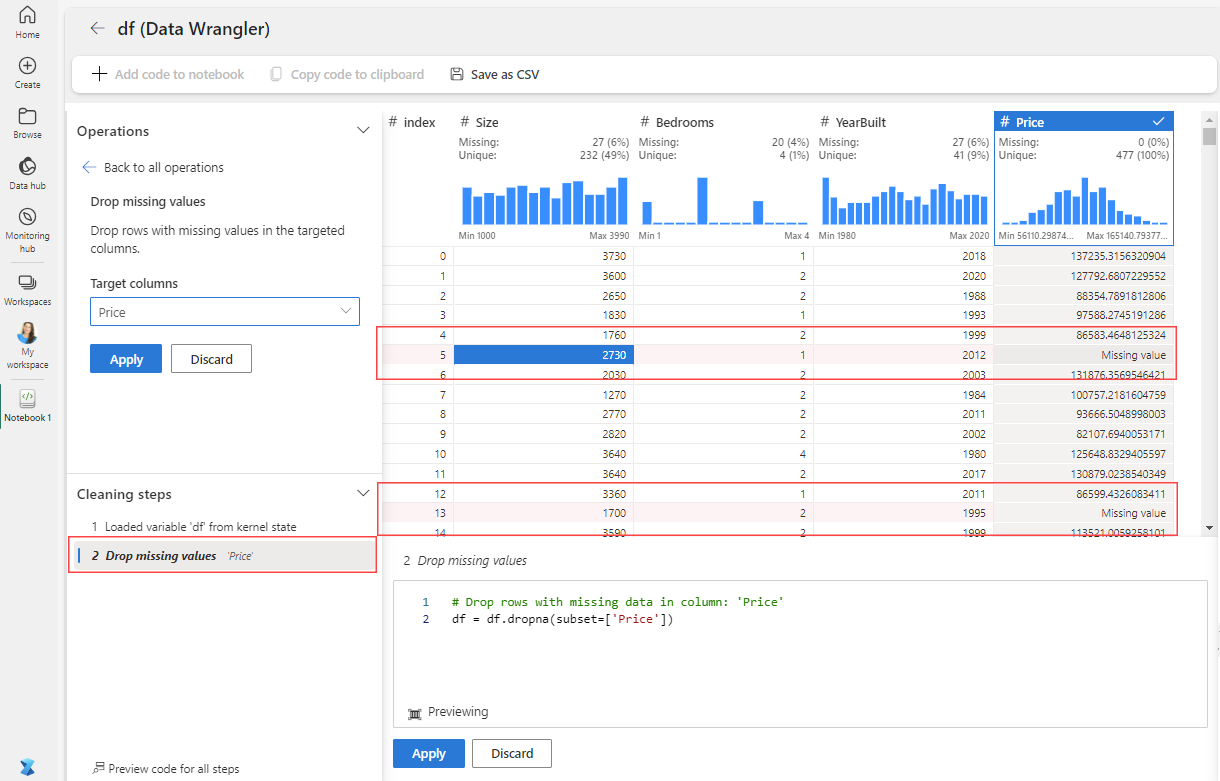 Home
Create
Browse
Data hub
Monitoring
hub
Workspaces
My
workspace
Notebook 1
df (Data Wrangler)
Add code to notebook
Copy code to clipboard
Save as CSV
Operations
Back to all operations
Drop missing values
Drop rows with missing values in the targeted
columns.
Target columns
Price
Apply Discard
Cleaning steps
1 Loaded variable 'df' from kernel state
2 Drop missing values 'Price'
Preview code for all steps
# index # Size # Bedrooms # YearBuilt # Price
Missing: 27 (6%) Missing: 20 (4%) Missing: 27 (6%) Missing: 0 (0%)
Unique: 232 (49%) Unique: 4 (1%) Unique: 41 (9%) Unique: 477 (100%)
Min 1000 Max 3990 Min 1 Max 4 Min 1980 Max 2020 Min 56110.29874... Max 165140.79377...
0 3730 1 2018 137235.3156320904
1 3600 2 2020 127792.6807229552
2 2650 2 1988 88354.7891812806
3 1830 1 1993 97588.2745191286
4 1760 2 1999 86583.4648125324
5 2730 1 2012 Missing value
6 2030 2 2003 131876.3569546421
7 1270 2 1984 100757.2181604759
8 2770 2 2011 93666.5048998003
9 2820 2 2002 82107.6940053171
10 3640 4 1980 125648.8329405597
11 3640 2 2017 130879.0238540349
12 3360 1 2011 86599.4326083411
13 1700 2 1995 Missing value
14 3590 2 1999 113521.0059258101
2 Drop missing values
1 # Drop rows with missing data in column: 'Price'
2 df = df.dropna(subset=['Price'])
Previewing
Apply Discard